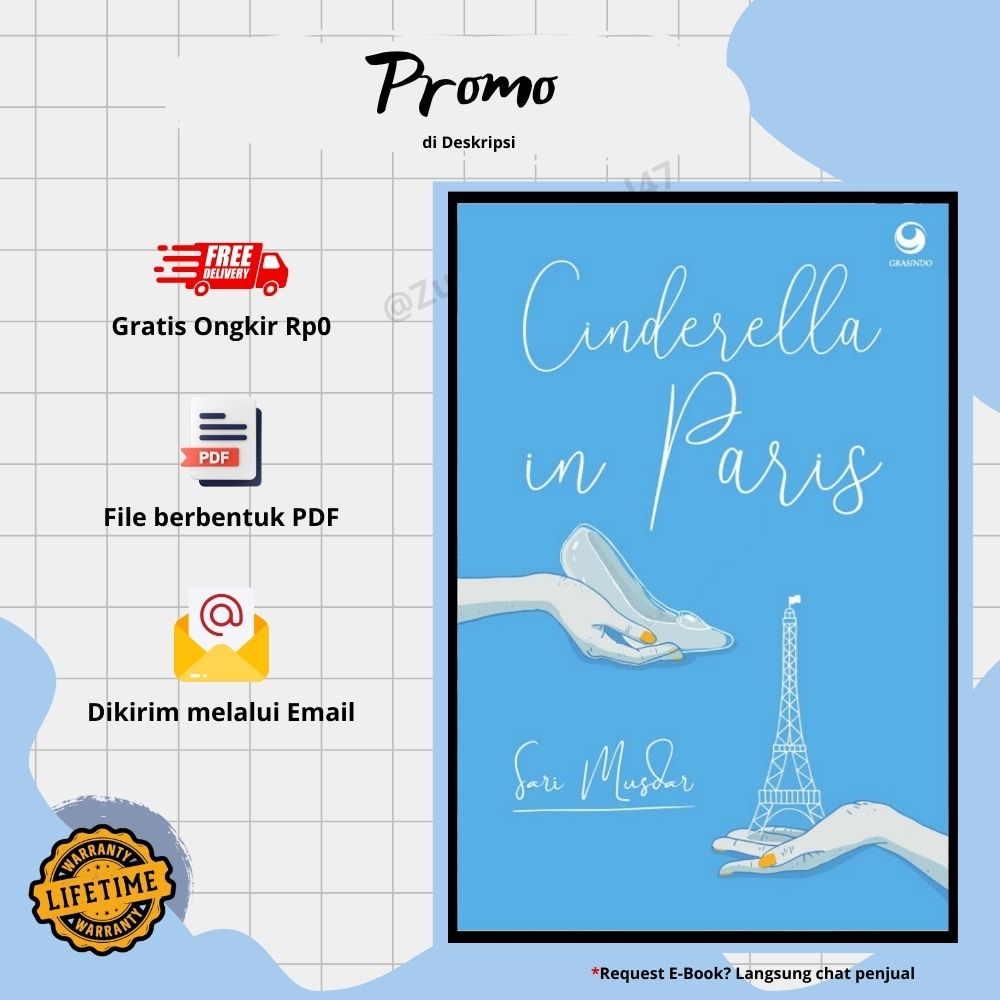 Promo
di Deskripsi
FREE
DELIVERY
Gratis Ongkir Rp0
PDF
File berbentuk PDF
@
Dikirim melalui Email
WARRANTY
LIFETIME
WARRANTY
GRASINDO
Cinderella
in Paris
Sari Musdar
*Request E-Book? Langsung chat penjual